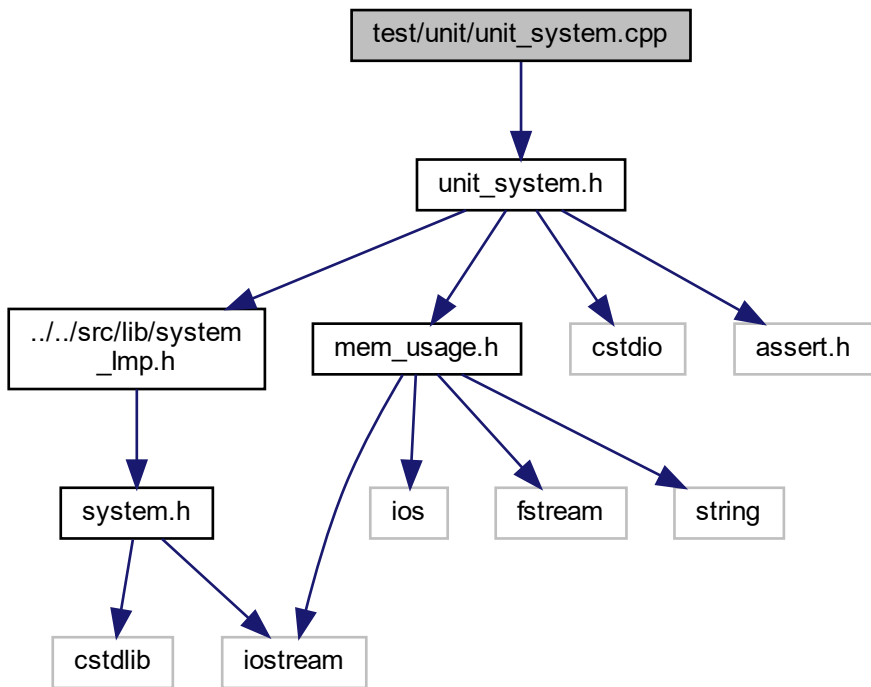 test/unit/unit_system.cpp
unit_system.h
../../src/lib/system
_Imp.h
mem_usage.h
cstdio
assert.h
system.h
ios
fstream
string
cstdlib
iostream